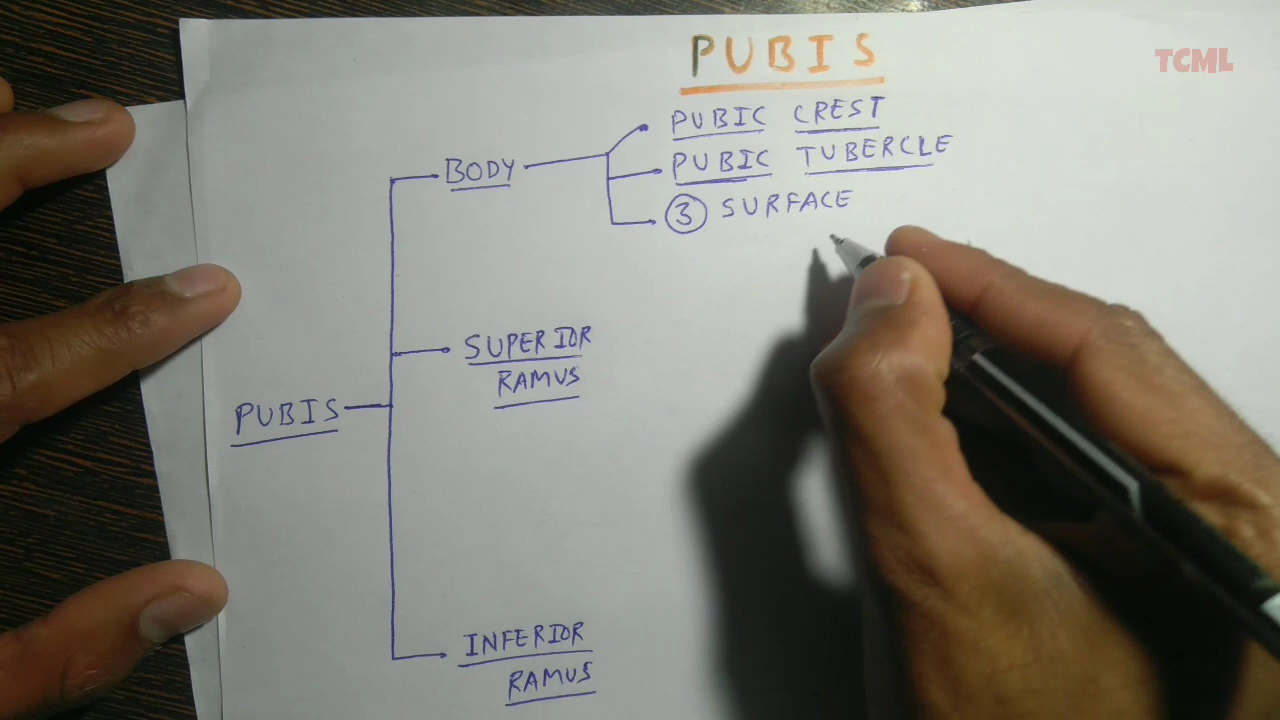 PUBIS
TCML
PUBIC CREST
BODY
PUBIC TUBERCLE
3 SURFACE
SUPERIOR
RAMUS
PUBIS
INFERIOR
RAMUS